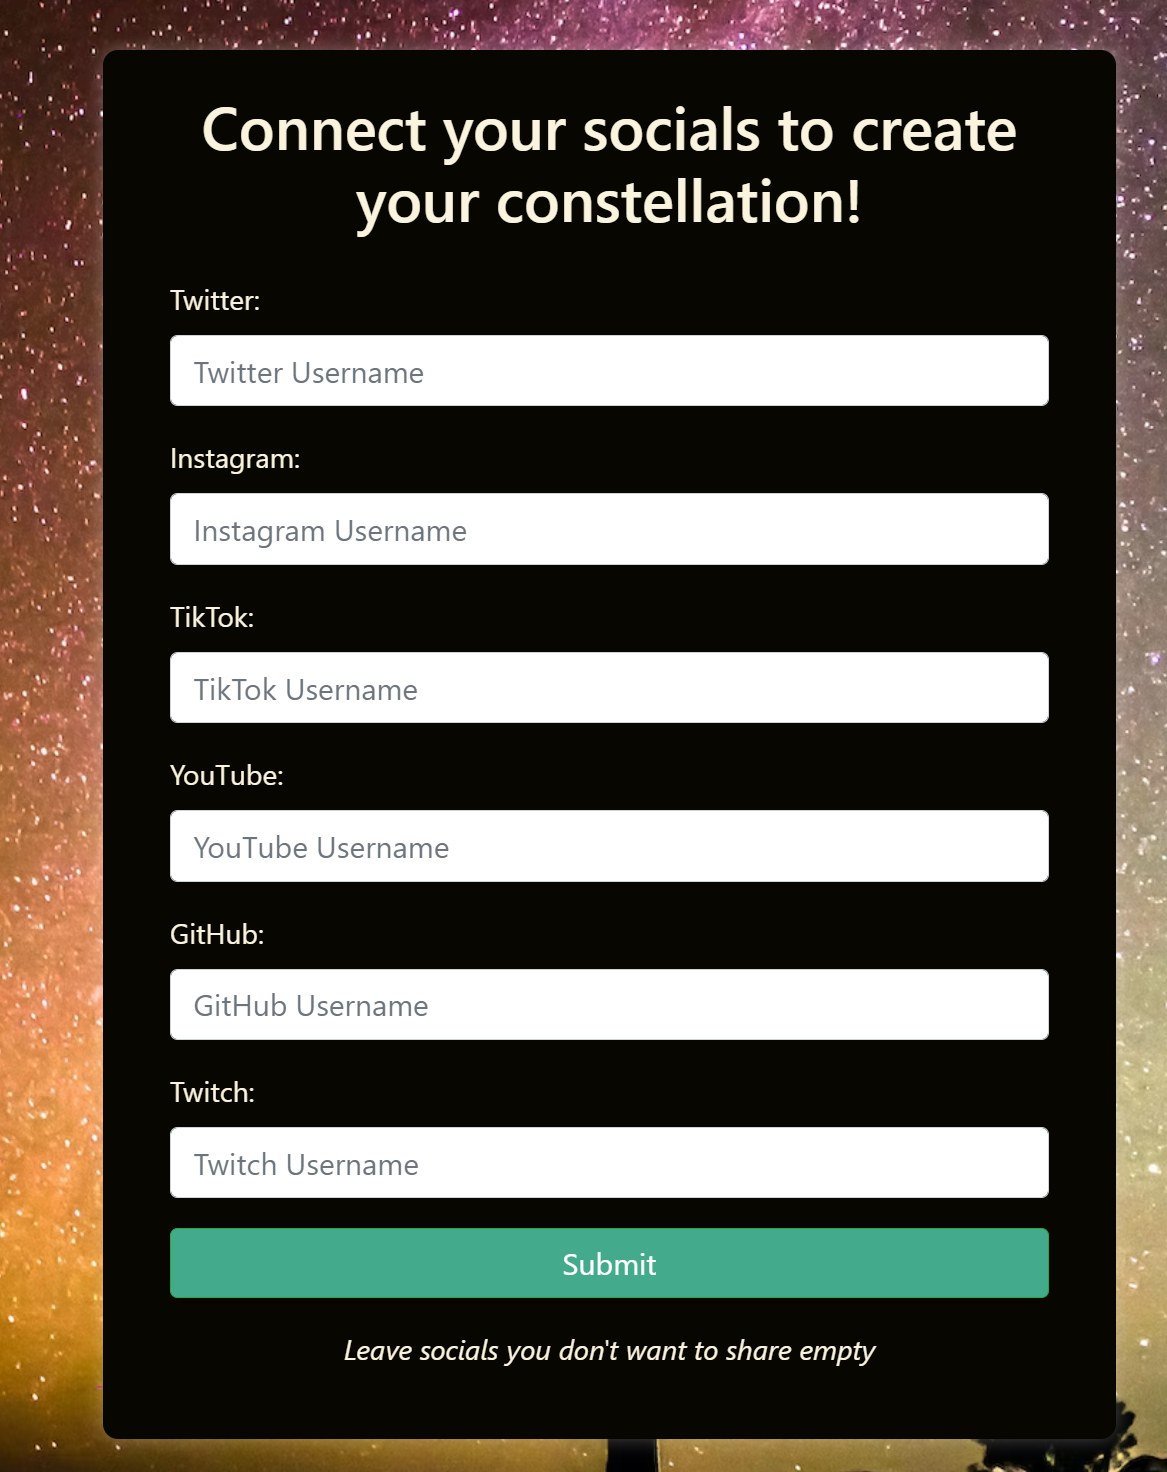 Connect your socials to create
your constellation!
Twitter:
Twitter Username
Instagram:
Instagram Username
TikTok:
TikTok Username
YouTube:
YouTube Username
GitHub:
GitHub Username
Twitch:
Twitch Username
Submit
Leave socials you don't want to share empty